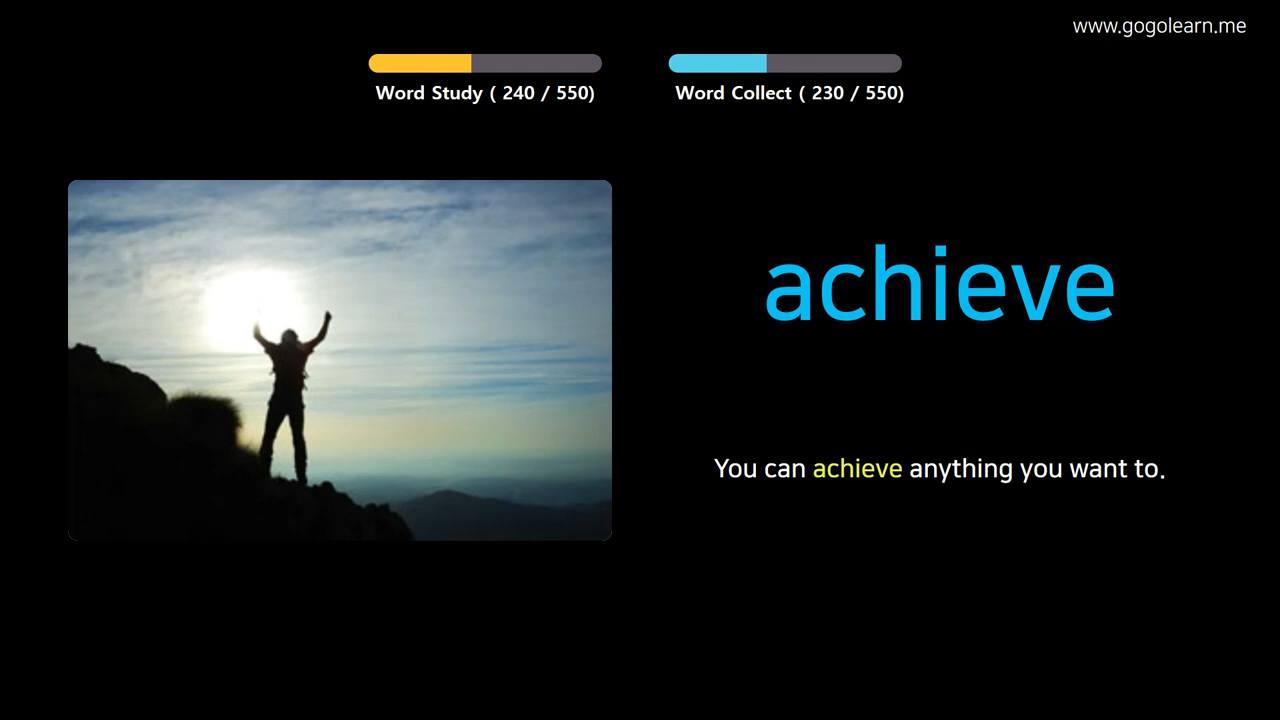 www.gogolearn.me
Word Study ( 240 / 550)
Word Collect ( 230 / 550)
achieve
You can achieve anything you want to.